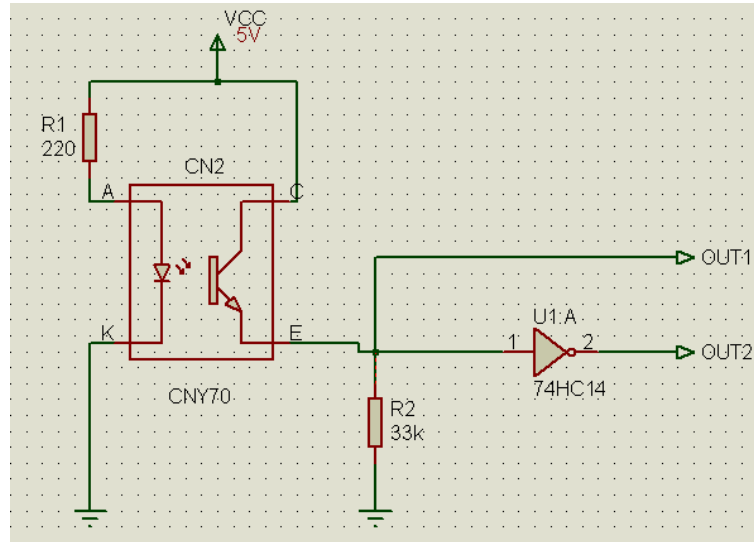 VCC
5V
R1
220
CN2
A
C
K
E
CNY70
OUT1
U1:A
1
2
OUT2
74HC14
R2
33k